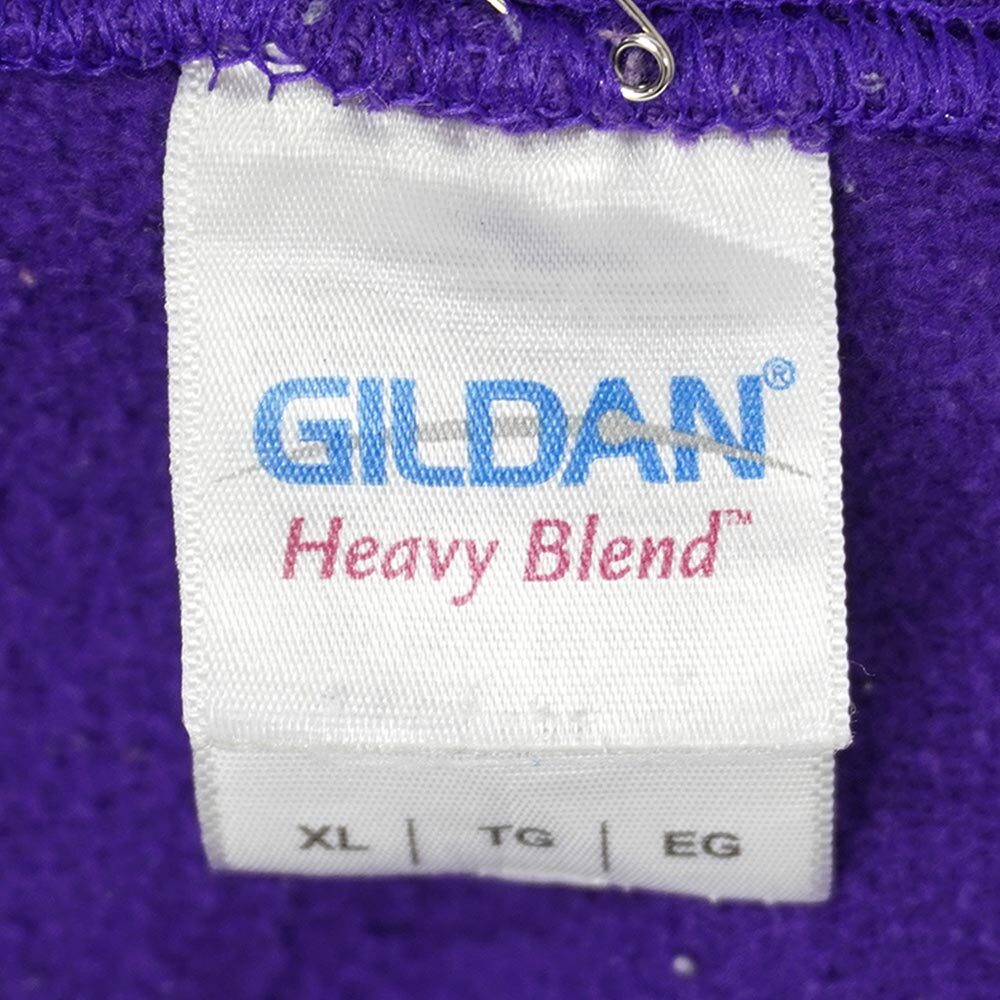 GILDAN®
Heavy Blend™
XL | TG | EG